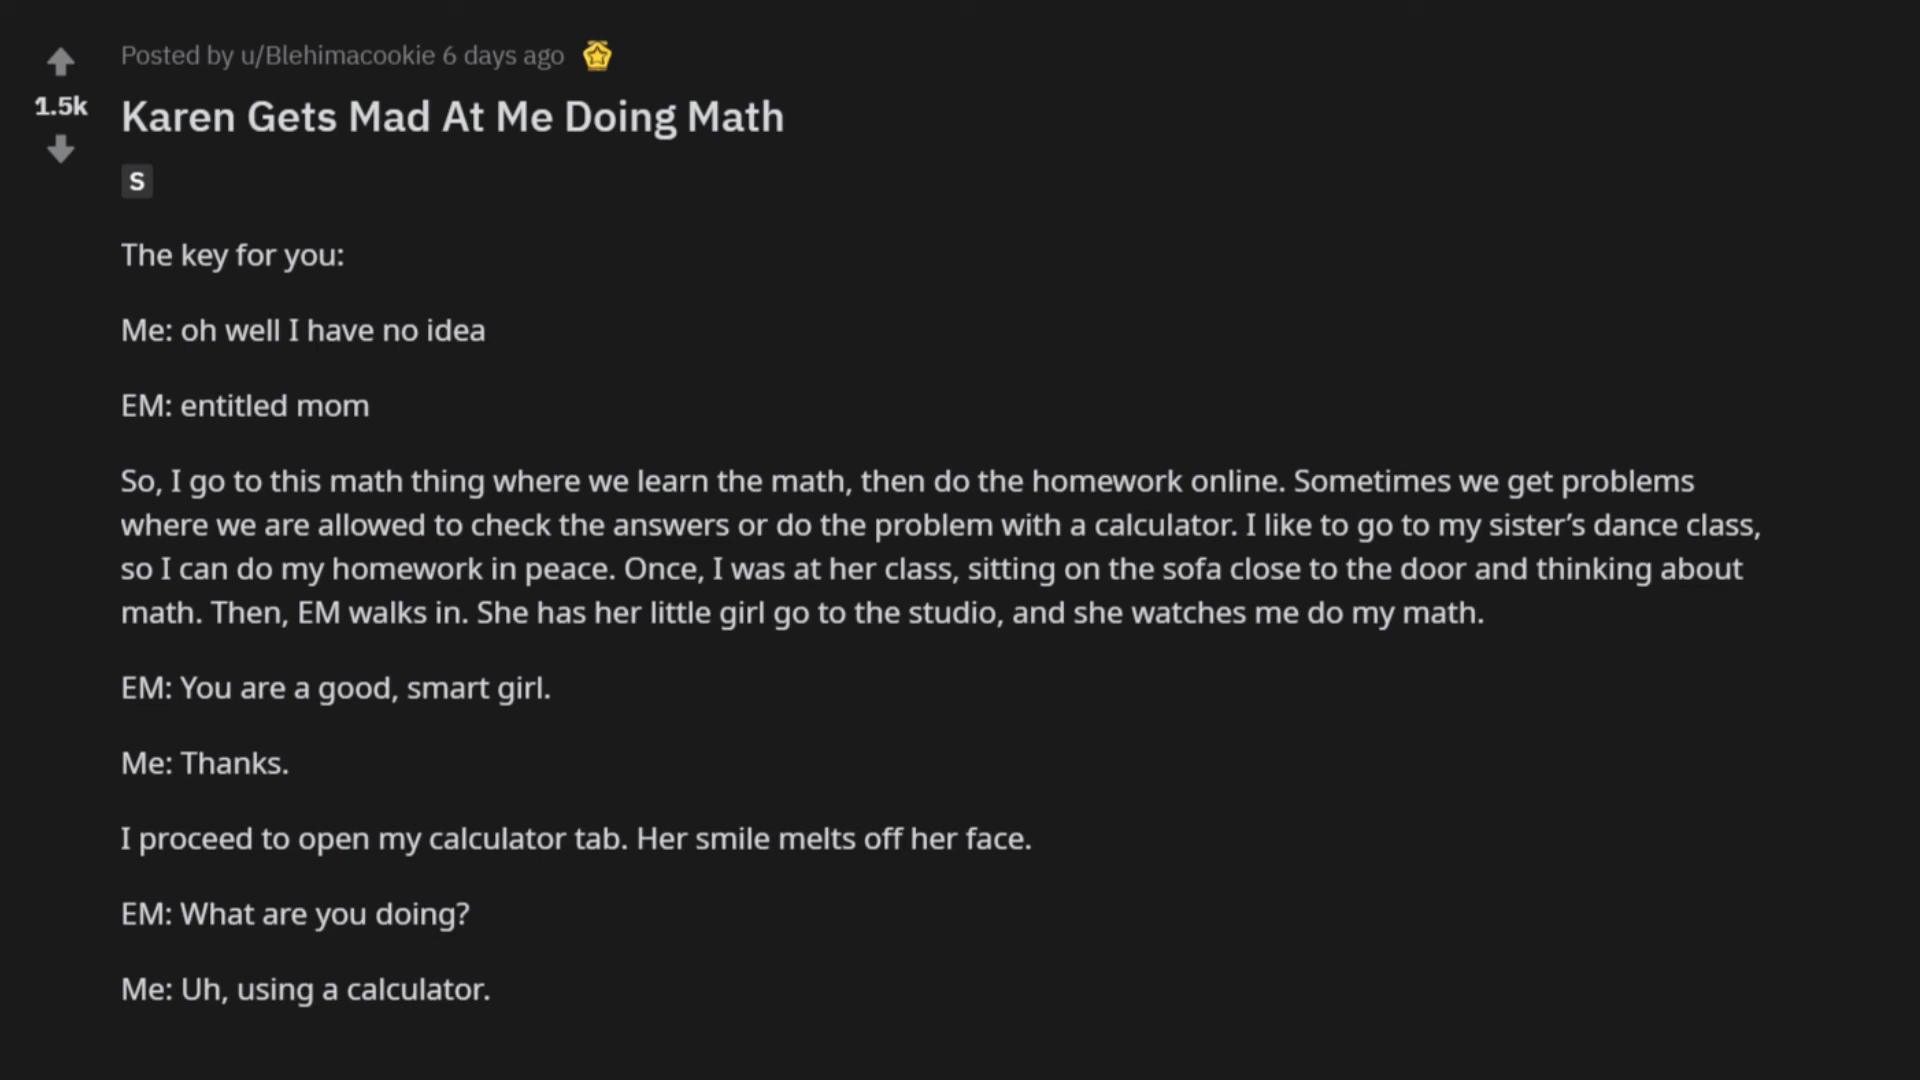 Posted by u/Blehimacookie 6 days ago
1.5k
Karen Gets Mad At Me Doing Math
S
The key for you:
Me: oh well I have no idea
EM: entitled mom
So, I go to this math thing where we learn the math, then do the homework online. Sometimes we get problems
where we are allowed to check the answers or do the problem with a calculator. I like to go to my sister’s dance class,
so I can do my homework in peace. Once, I was at her class, sitting on the sofa close to the door and thinking about
math. Then, EM walks in. She has her little girl go to the studio, and she watches me do my math.
EM: You are a good, smart girl.
Me: Thanks.
I proceed to open my calculator tab. Her smile melts off her face.
EM: What are you doing?
Me: Uh, using a calculator.